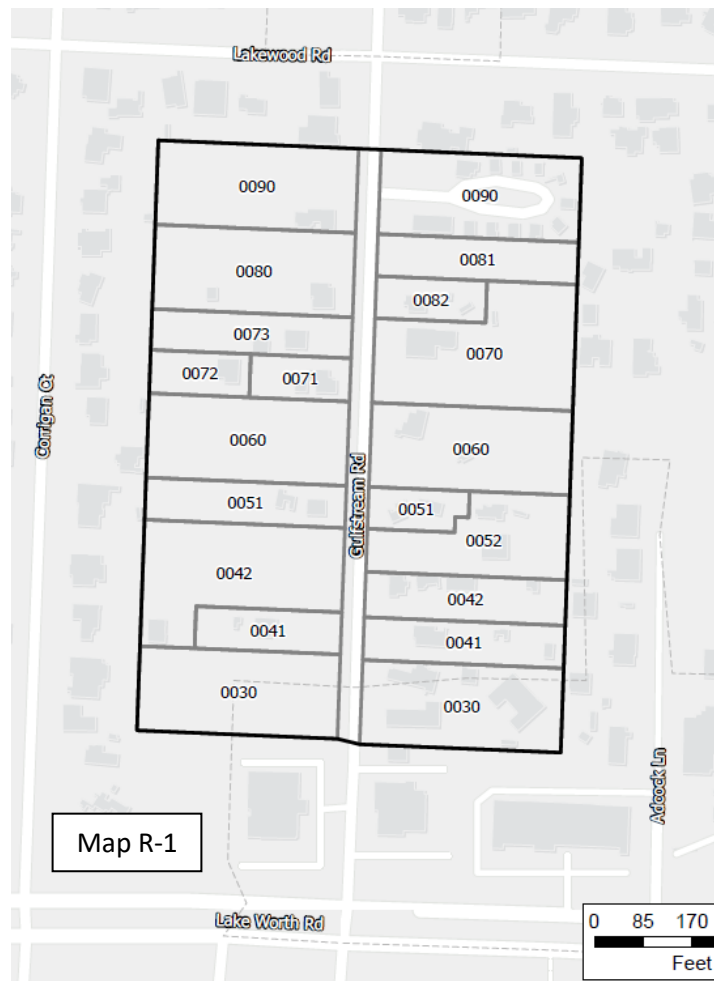 Lakewood Rd
0090
0090
0081
0080
0082
0073
0070
0072
0071
Corrigan Ct
0060
0060
Gulfstream Rd
0051
0051
0052
0042
0042
0041
0041
0030
0030
Adcock Ln
Map R-1
Lake Worth Rd
0 85 170
Feet